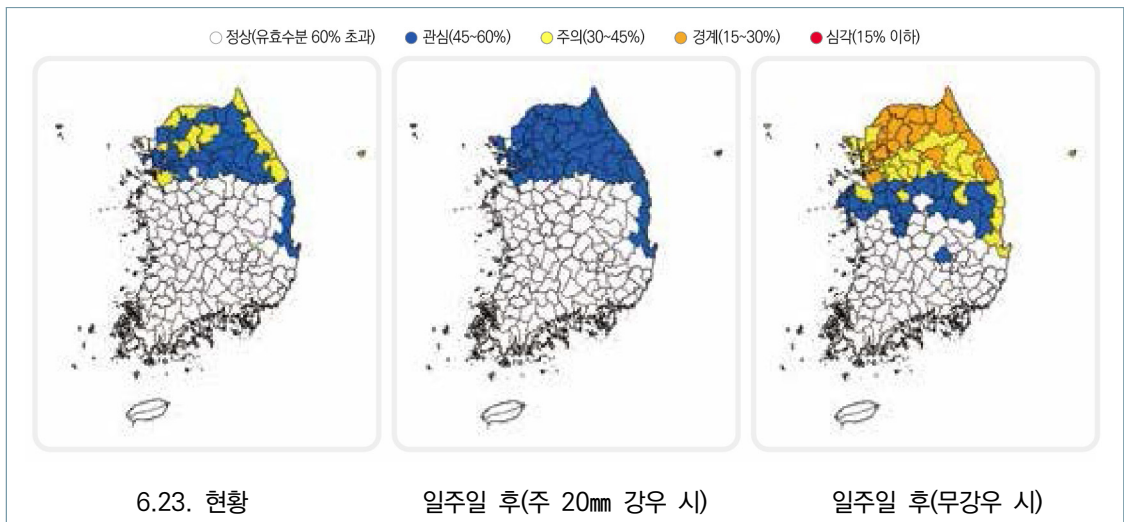 정상(유효수분 60% 초과) 관심(45~60%) 주의(30~45%) 경계(15~30%) 심각(15% 이하)
6.23. 현황 일주일 후(주 20㎜ 강우 시) 일주일 후(무강우 시)